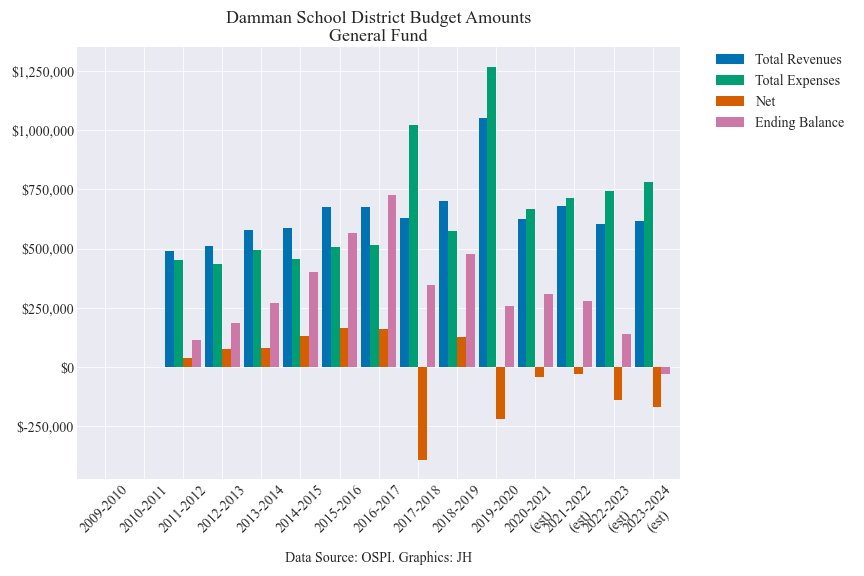 Damman School District Budget Amounts
General Fund
Total Revenues
Total Expenses
Net
Ending Balance
$1,250,000
$1,000,000
$750,000
$500,000
$250,000
$0
$-250,000
2009-2010
2010-2011
2011-2012
2012-2013
2013-2014
2014-2015
2015-2016
2016-2017
2017-2018
2018-2019
2019-2020
2020-2021
(est)
2021-2022
(est)
2022-2023
(est)
2023-2024
(est)
Data Source: OSPI. Graphics: JH